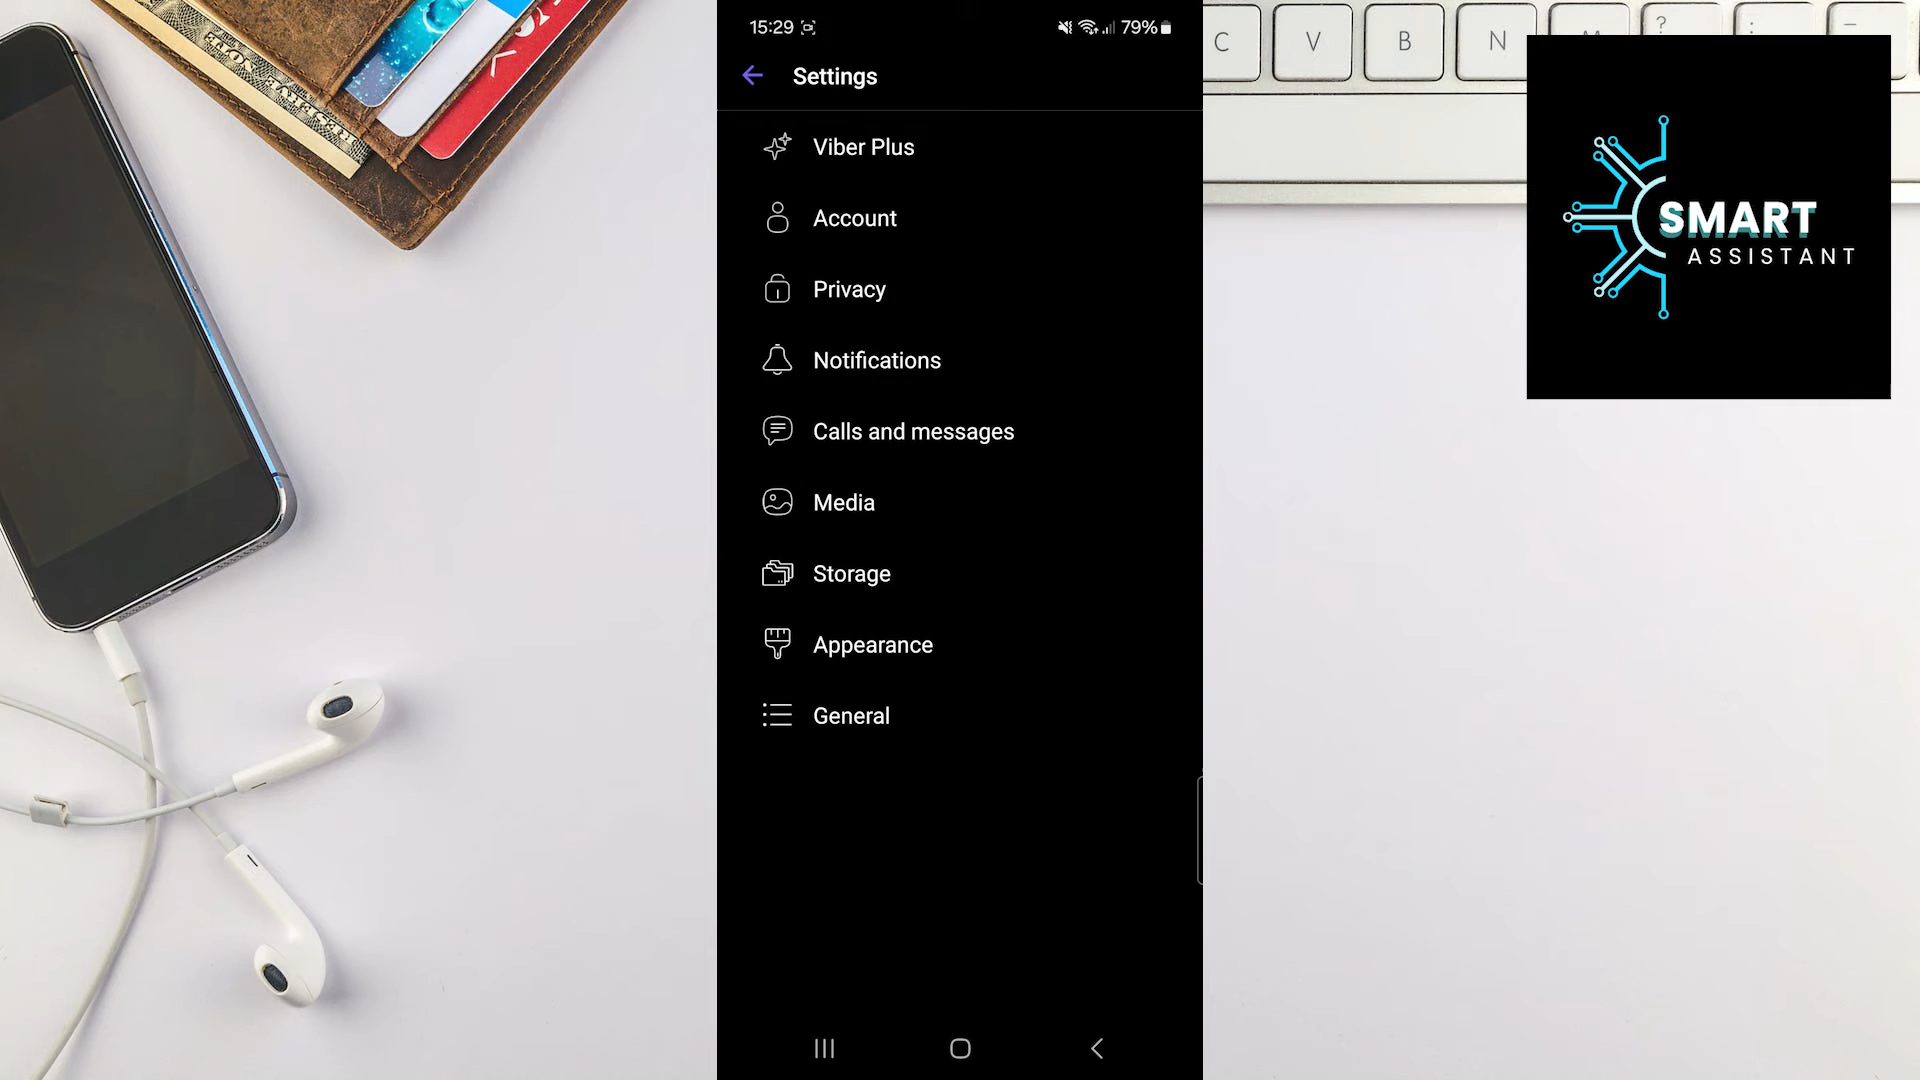 15:29
79%
Settings
Viber Plus
Account
Privacy
Notifications
Calls and messages
Media
Storage
Appearance
General
C
V
B
N
M
?
:
SMART
ASSISTANT